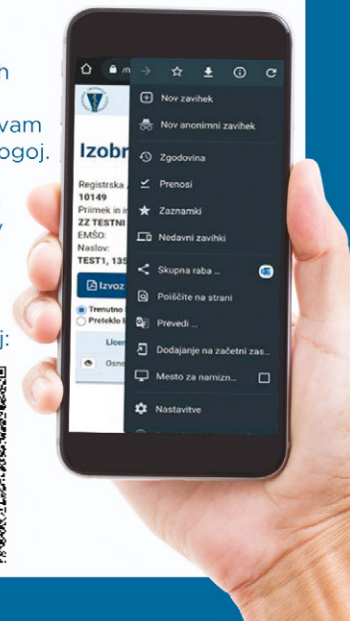 h
vam
ogoj.
j:
Izobr
Registrska
10149
Priimek in i
ZZ TESTNI
EMŠO:
Naslov:
TEST1, 135
Izvoz
Trenutno
Preteklo l
Licen
Osno
Nov zavihek
Nov anonimni zavihek
Zgodovina
Prenosi
Zaznamki
Nedavni zavihki
Skupna raba ...
Poiščite na strani
Prevedi ...
Dodajanje na začetni zas...
Mesto za namizn...
Nastavitve